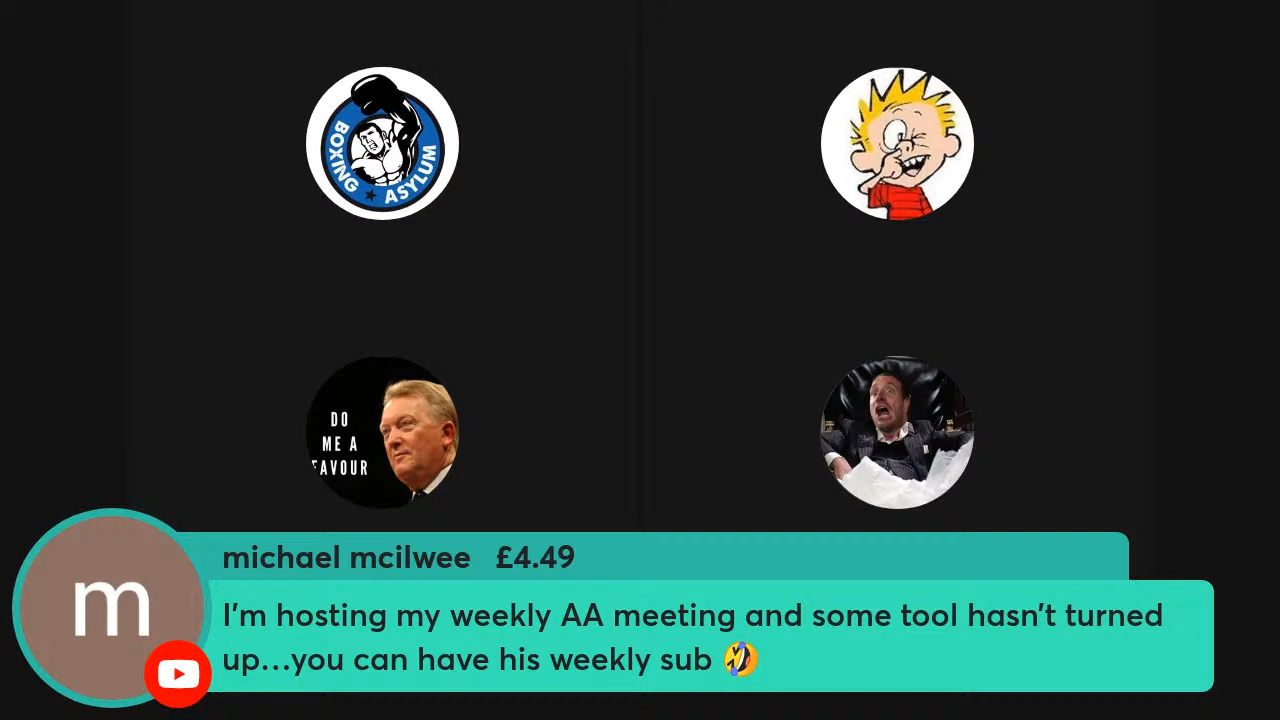 BOXING ★ ASYLUM
DO
ME A
FAVOUR
michael mcilwee £4.49
m
I'm hosting my weekly AA meeting and some tool hasn't turned
up...you can have his weekly sub 🤣